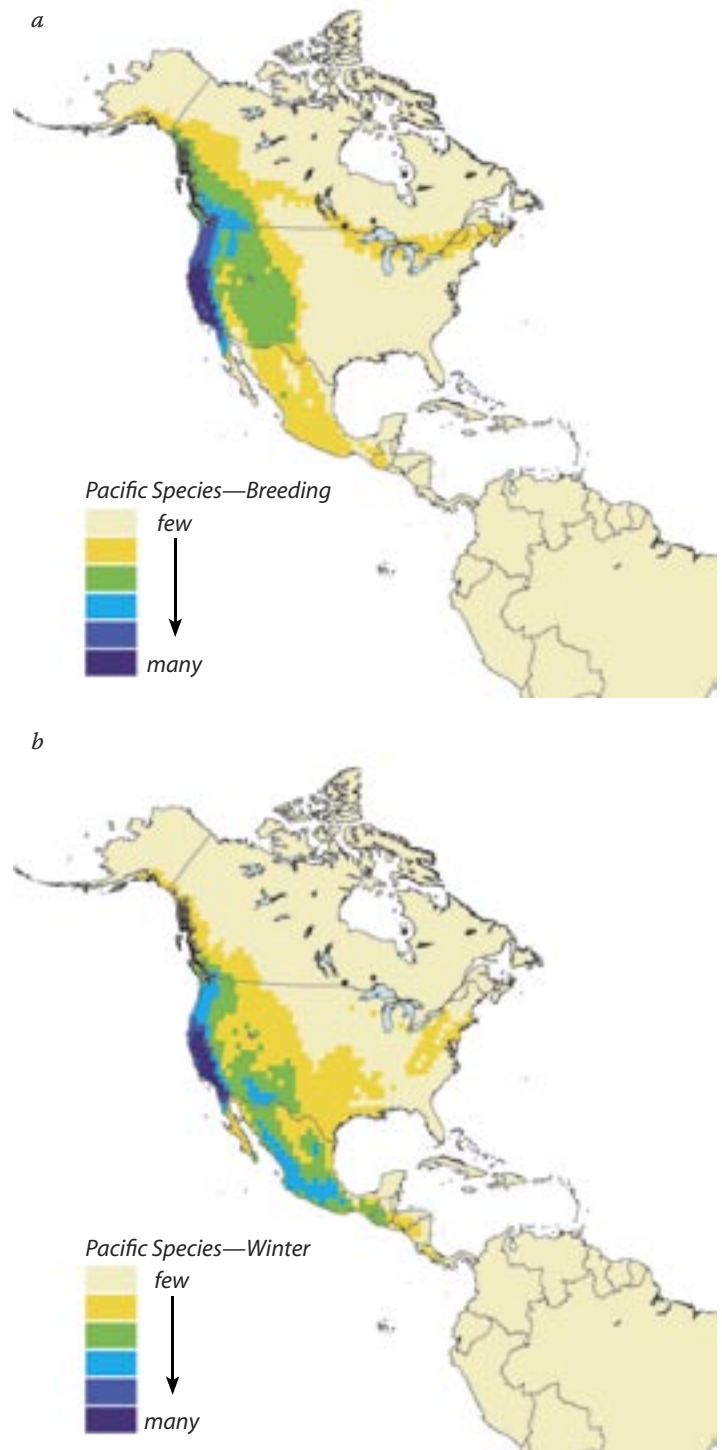 a
Pacific Species—Breeding
few
many
b
Pacific Species—Winter
few
many